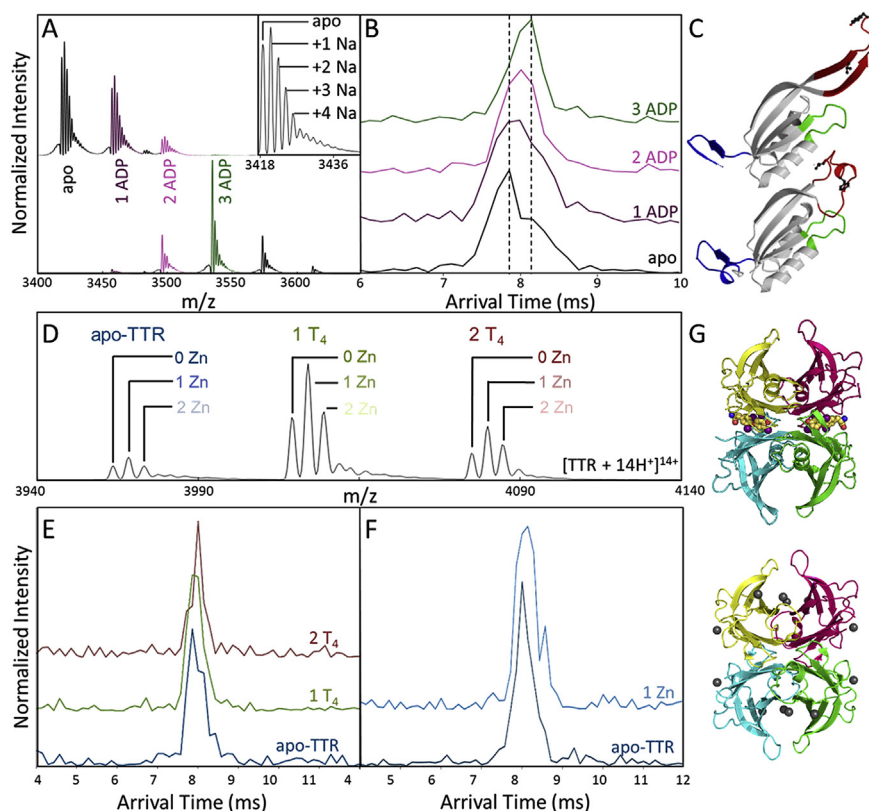 A
apo
+1 Na
+2 Na
+3 Na
+4 Na
3418 3436
apo
1 ADP
2 ADP
3 ADP
3400 3450 3500 3550 3600
m/z
Normalized Intensity
B
3 ADP
2 ADP
1 ADP
apo
6 7 8 9 10
Arrival Time (ms)
C
D
apo-TTR
0 Zn
1 Zn
2 Zn
1 T4
0 Zn
1 Zn
2 Zn
2 T4
0 Zn
1 Zn
2 Zn
[TTR + 14H⁺]¹⁴⁺
3940 3990 4090 4140
m/z
G
E
2 T4
1 T4
apo-TTR
4 5 6 7 8 9 10 11 4
Arrival Time (ms)
Normalized Intensity
F
1 Zn
apo-TTR
5 6 7 8 9 10 11 12
Arrival Time (ms)